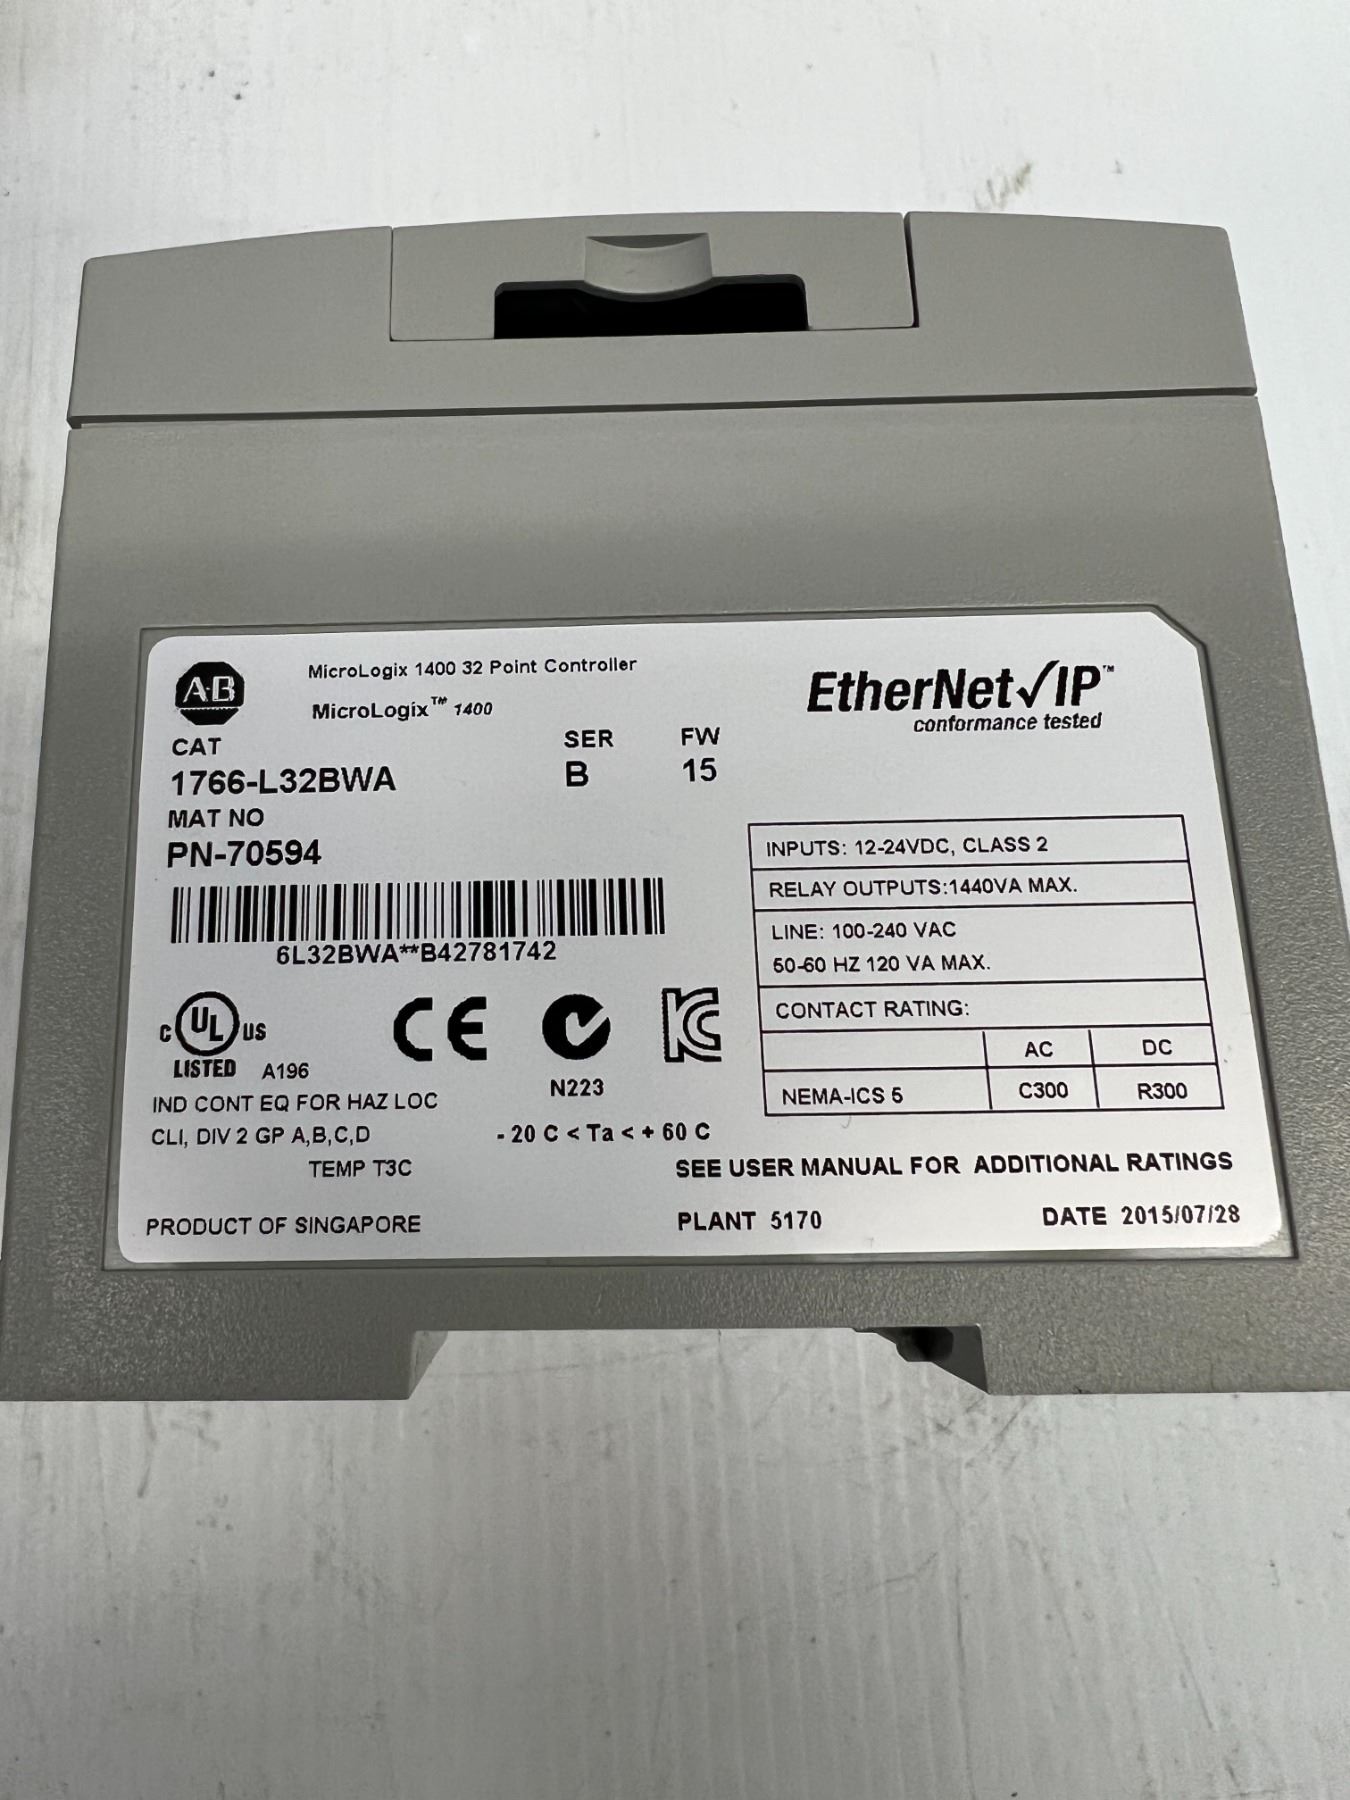 A·B
MicroLogix 1400 32 Point Controller
MicroLogix™ 1400
EtherNet✓IP™
conformance tested
CAT
SER
FW
1766-L32BWA
B
15
MAT NO
PN-70594
6L32BWA**B42781742
INPUTS: 12-24VDC, CLASS 2
RELAY OUTPUTS:1440VA MAX.
LINE: 100-240 VAC
50-60 HZ 120 VA MAX.
CONTACT RATING:
AC
DC
NEMA-ICS 5
C300
R300
C UL US
LISTED A196
CE
N223
KC
IND CONT EQ FOR HAZ LOC
CLI, DIV 2 GP A,B,C,D
TEMP T3C
- 20 C < Ta < + 60 C
SEE USER MANUAL FOR ADDITIONAL RATINGS
PRODUCT OF SINGAPORE
PLANT 5170
DATE 2015/07/28